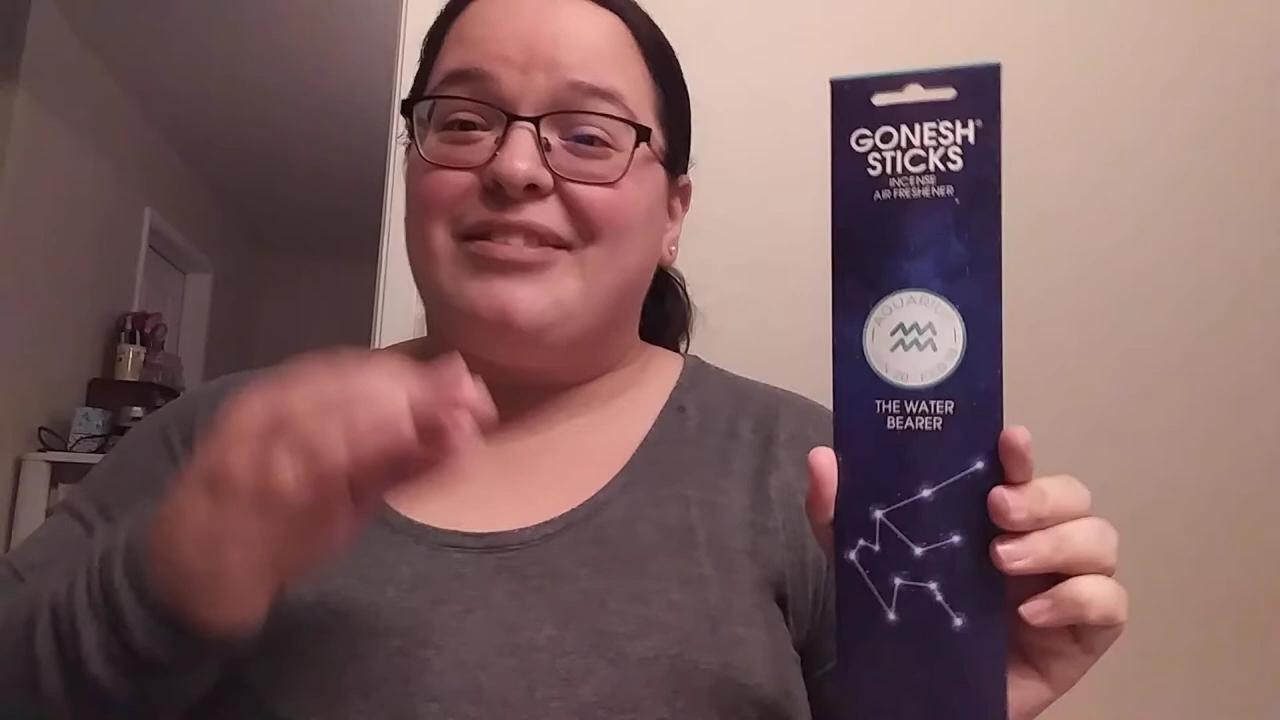 GONESH®
STICKS
INCENSE
AIR FRESHENER
AQUARIUS
THE WATER
BEARER